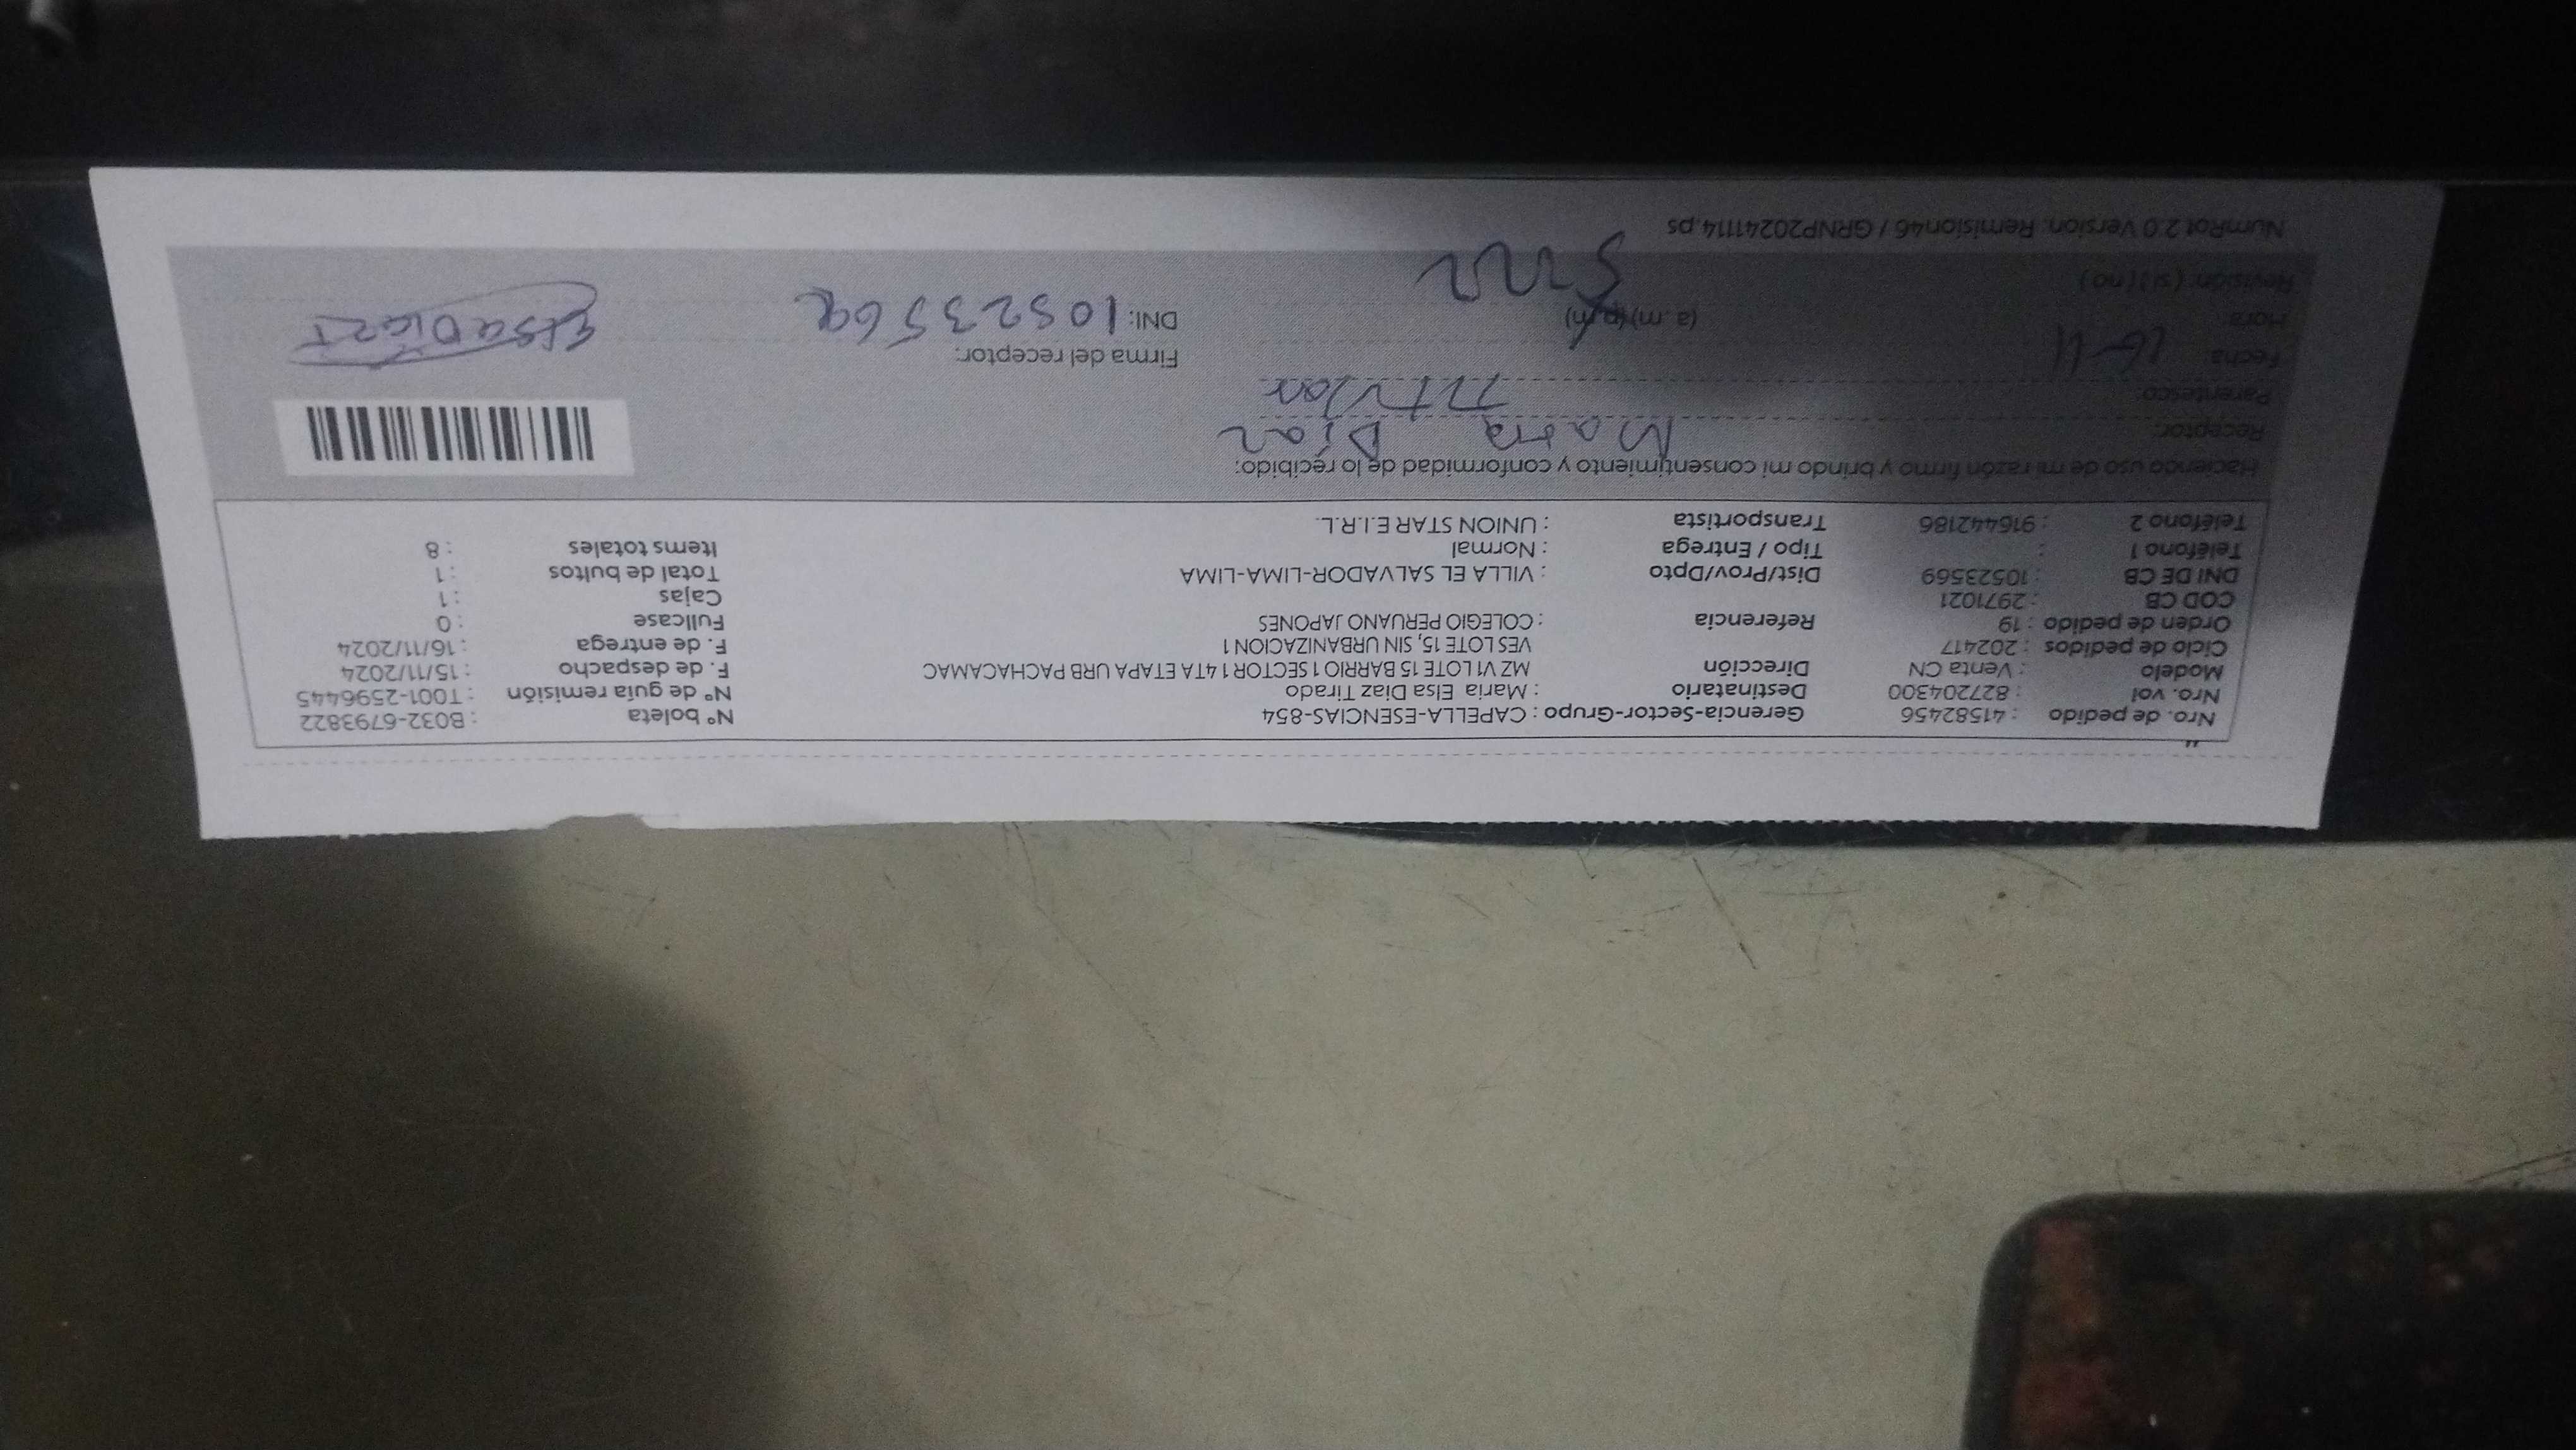 Nro. de pedido : 41582456 Gerencia-Sector-Grupo : CAPELLA-ESENCIAS-854 N° boleta : B032-6793822
Nro. vol : 827204300 Destinatario : Maria Elsa Diaz Tirado N° de guía remisión : T001-2596445
Modelo : Venta CN Dirección MZ V1 LOTE 15 BARRIO 1 SECTOR 1 4TA ETAPA URB PACHACAMAC F. de despacho : 15/11/2024
Ciclo de pedidos : 202417 VES LOTE 15, SIN URBANIZACION 1 F. de entrega : 16/11/2024
Orden de pedido : 19 Referencia : COLEGIO PERUANO JAPONES Fullcase : 0
COD CB : 2971021 Cajas : 1
DNI DE CB : 10523569 Dist/Prov/Dpto : VILLA EL SALVADOR-LIMA-LIMA Total de bultos : 1
Teléfono 1 : Tipo / Entrega : Normal Items totales : 8
Teléfono 2 : 916442186 Transportista : UNION STAR E.I.R.L.
Haciendo uso de mi razón firmo y brindo mi consentimiento y conformidad de lo recibido:
Receptor: Maria Díaz
Parentesco: Titular
Fecha: 16-11 Firma del receptor:
Hora: (a. m) (p. m) DNI: 10523569 Elsa Diaz T
Revisión: (si) (no)
NumRot 2.0 Version. Remision46 / GRNP20241114.ps